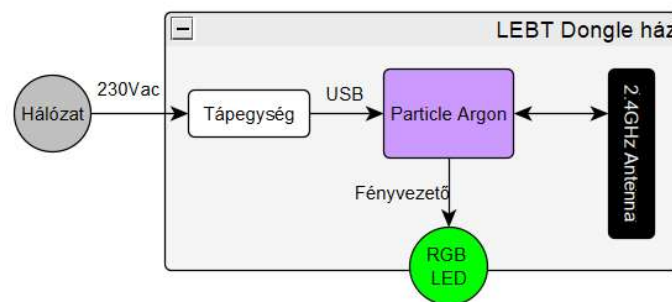 LEBT Dongle ház
230Vac
USB
Hálózat
Tápegység
Particle Argon
2.4GHz Antenna
Fényvezető
RGB
LED